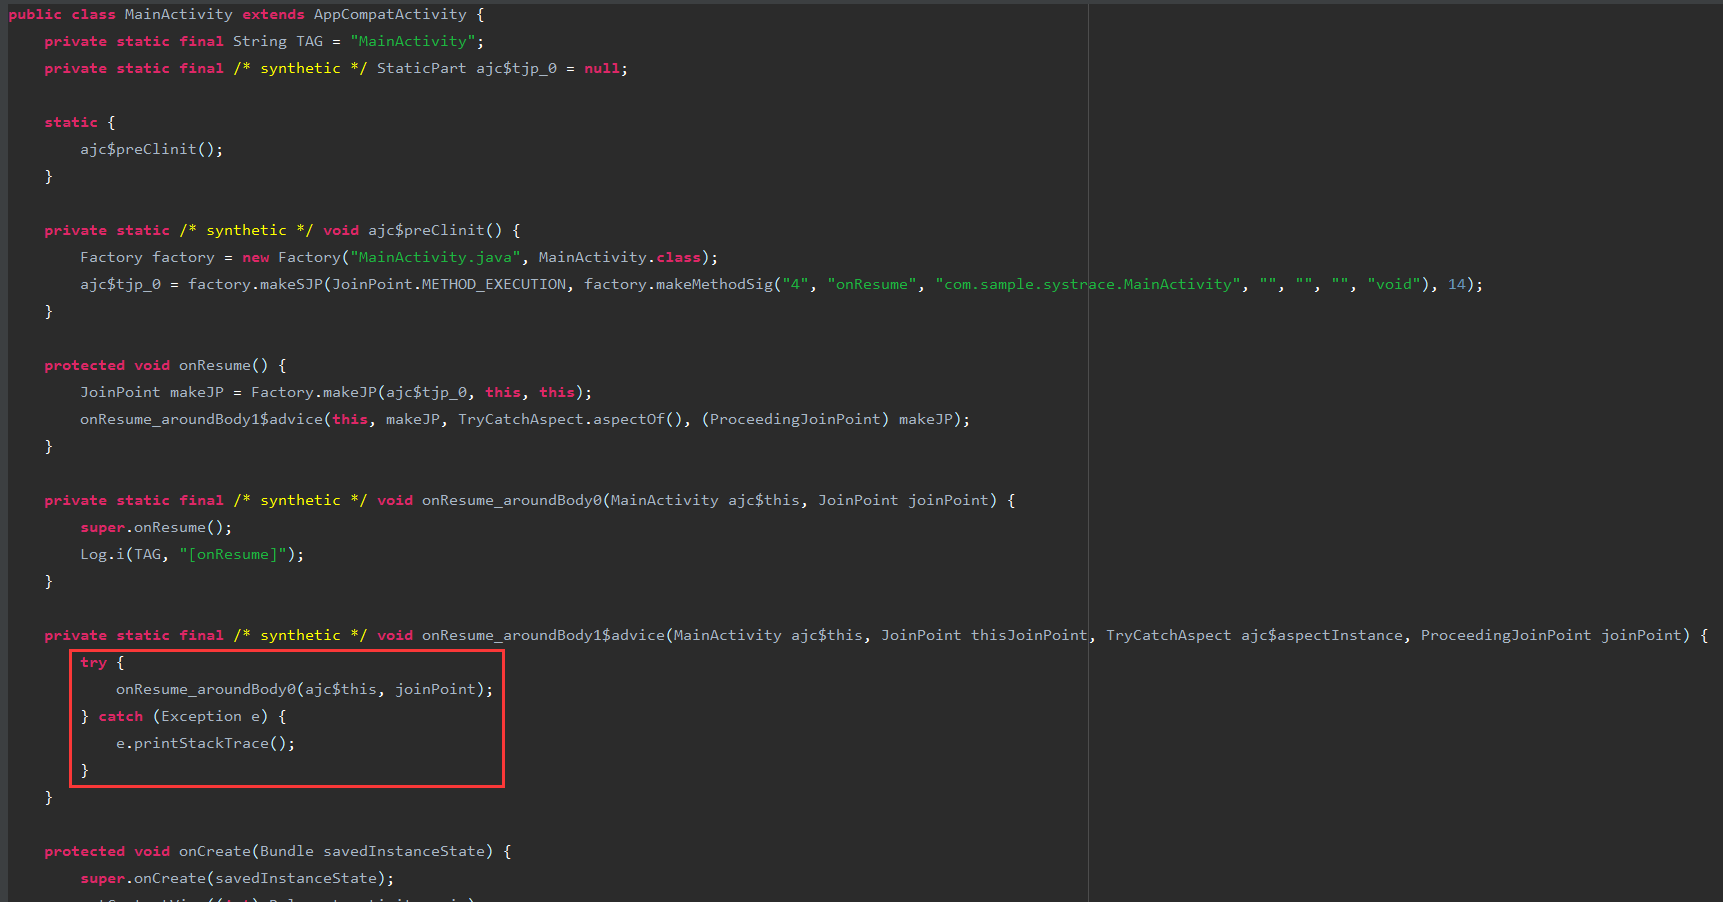 public class MainActivity extends AppCompatActivity {
    private static final String TAG = "MainActivity";
    private static final /* synthetic */ StaticPart ajc$tjp_0 = null;

    static {
        ajc$preClinit();
    }

    private static /* synthetic */ void ajc$preClinit() {
        Factory factory = new Factory("MainActivity.java", MainActivity.class);
        ajc$tjp_0 = factory.makeSJP(JoinPoint.METHOD_EXECUTION, factory.makeMethodSig("4", "onResume", "com.sample.systrace.MainActivity", "", "", "", "void"), 14);
    }

    protected void onResume() {
        JoinPoint makeJP = Factory.makeJP(ajc$tjp_0, this, this);
        onResume_aroundBody1$advice(this, makeJP, TryCatchAspect.aspectOf(), (ProceedingJoinPoint) makeJP);
    }

    private static final /* synthetic */ void onResume_aroundBody0(MainActivity ajc$this, JoinPoint joinPoint) {
        super.onResume();
        Log.i(TAG, "[onResume]");
    }

    private static final /* synthetic */ void onResume_aroundBody1$advice(MainActivity ajc$this, JoinPoint thisJoinPoint, TryCatchAspect ajc$aspectInstance, ProceedingJoinPoint joinPoint) {
        try {
            onResume_aroundBody0(ajc$this, joinPoint);
        } catch (Exception e) {
            e.printStackTrace();
        }
    }

    protected void onCreate(Bundle savedInstanceState) {
        super.onCreate(savedInstanceState);